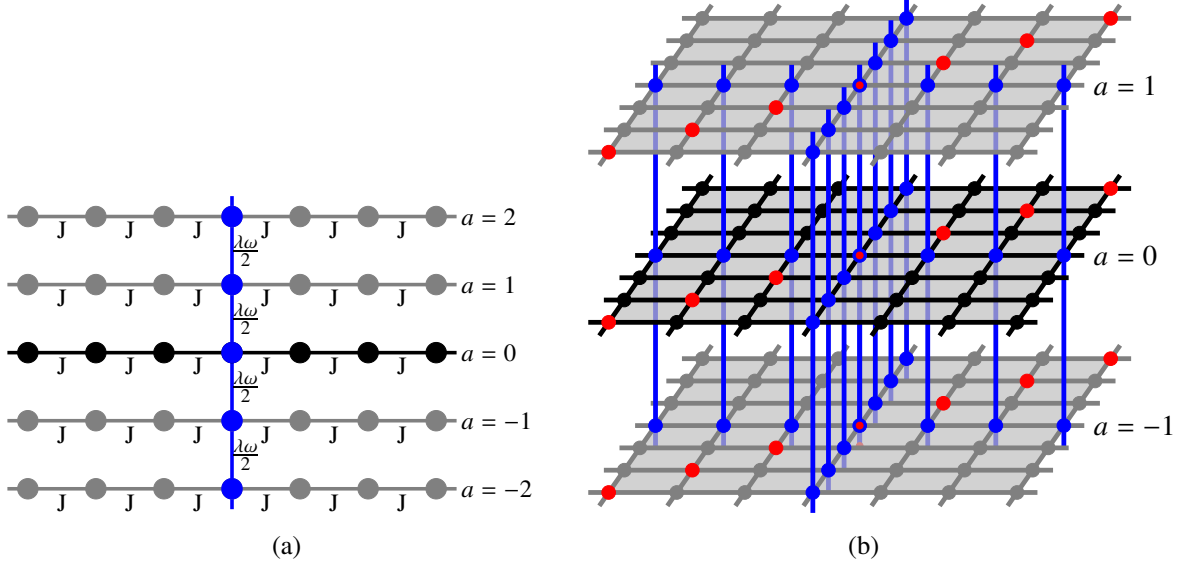 J J J J J J a = 2
λω/2
J J J J J J a = 1
λω/2
J J J J J J a = 0
λω/2
J J J J J J a = -1
λω/2
J J J J J J a = -2
(a)
a = 1
a = 0
a = -1
(b)